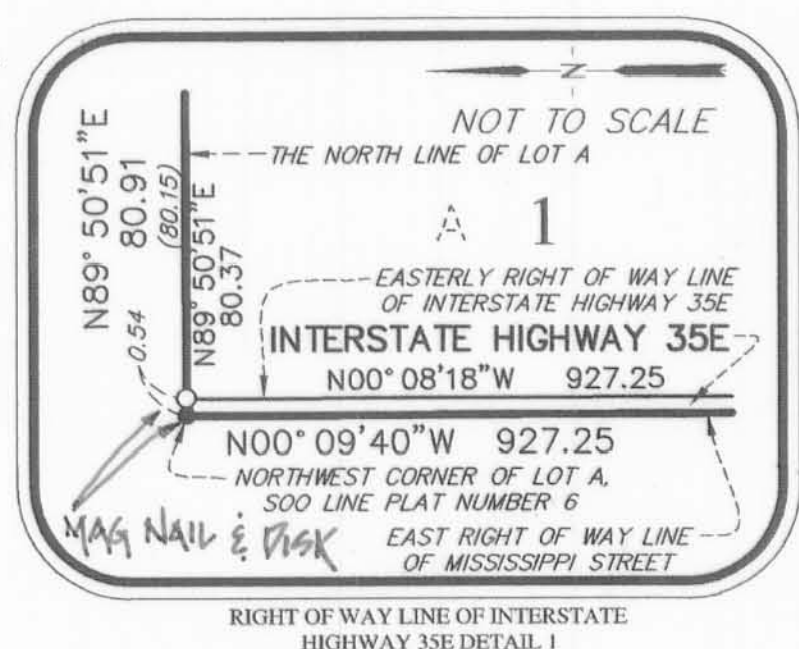 N
NOT TO SCALE
THE NORTH LINE OF LOT A
N89° 50'51"E
80.91
(80.15)
N89° 50'51"E
80.37
0.54
A 1
EASTERLY RIGHT OF WAY LINE
OF INTERSTATE HIGHWAY 35E
INTERSTATE HIGHWAY 35E
N00° 08'18"W 927.25
N00° 09'40"W 927.25
NORTHWEST CORNER OF LOT A,
SOO LINE PLAT NUMBER 6
MAG NAIL & DISK
EAST RIGHT OF WAY LINE
OF MISSISSIPPI STREET
RIGHT OF WAY LINE OF INTERSTATE
HIGHWAY 35E DETAIL 1